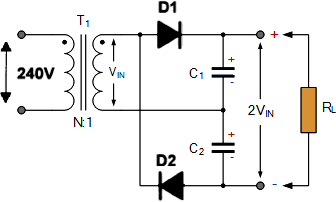 T1
D1
+
240V
VIN
C1
+
-
2VIN
RL
N:1
C2
+
-
D2
-